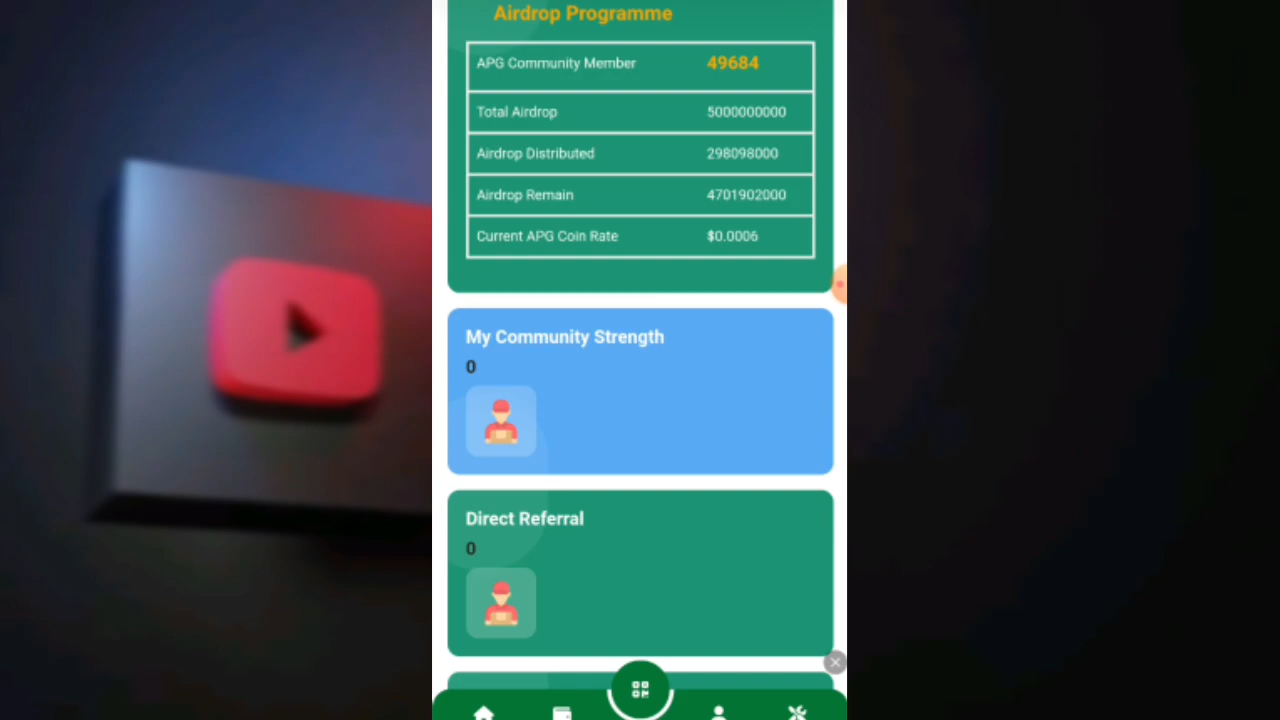 Airdrop Programme
APG Community Member 49684
Total Airdrop 5000000000
Airdrop Distributed 298098000
Airdrop Remain 4701902000
Current APG Coin Rate $0.0006
My Community Strength
0
Direct Referral
0